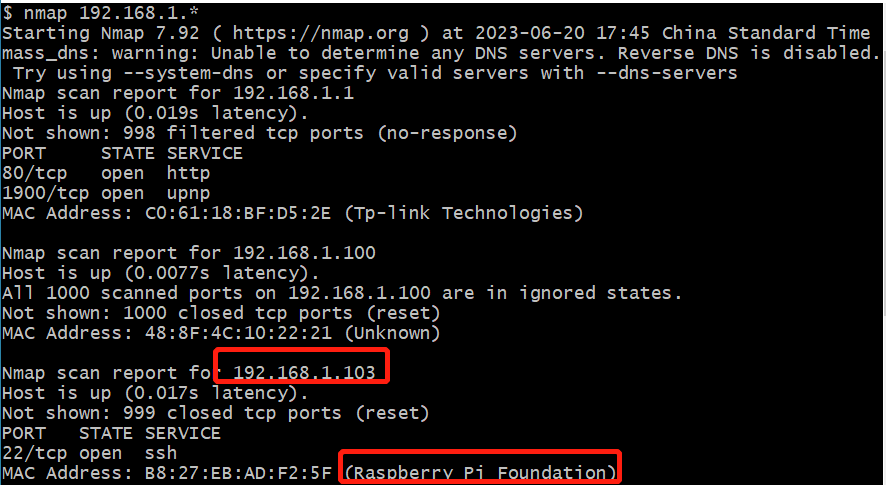 $ nmap 192.168.1.*
Starting Nmap 7.92 ( https://nmap.org ) at 2023-06-20 17:45 China Standard Time
mass_dns: warning: Unable to determine any DNS servers. Reverse DNS is disabled.
Try using --system-dns or specify valid servers with --dns-servers
Nmap scan report for 192.168.1.1
Host is up (0.019s latency).
Not shown: 998 filtered tcp ports (no-response)
PORT     STATE SERVICE
80/tcp   open  http
1900/tcp open  upnp
MAC Address: C0:61:18:BF:D5:2E (Tp-link Technologies)
Nmap scan report for 192.168.1.100
Host is up (0.0077s latency).
All 1000 scanned ports on 192.168.1.100 are in ignored states.
Not shown: 1000 closed tcp ports (reset)
MAC Address: 48:8F:4C:10:22:21 (Unknown)
Nmap scan report for 192.168.1.103
Host is up (0.017s latency).
Not shown: 999 closed tcp ports (reset)
PORT   STATE SERVICE
22/tcp open  ssh
MAC Address: B8:27:EB:AD:F2:5F (Raspberry Pi Foundation)